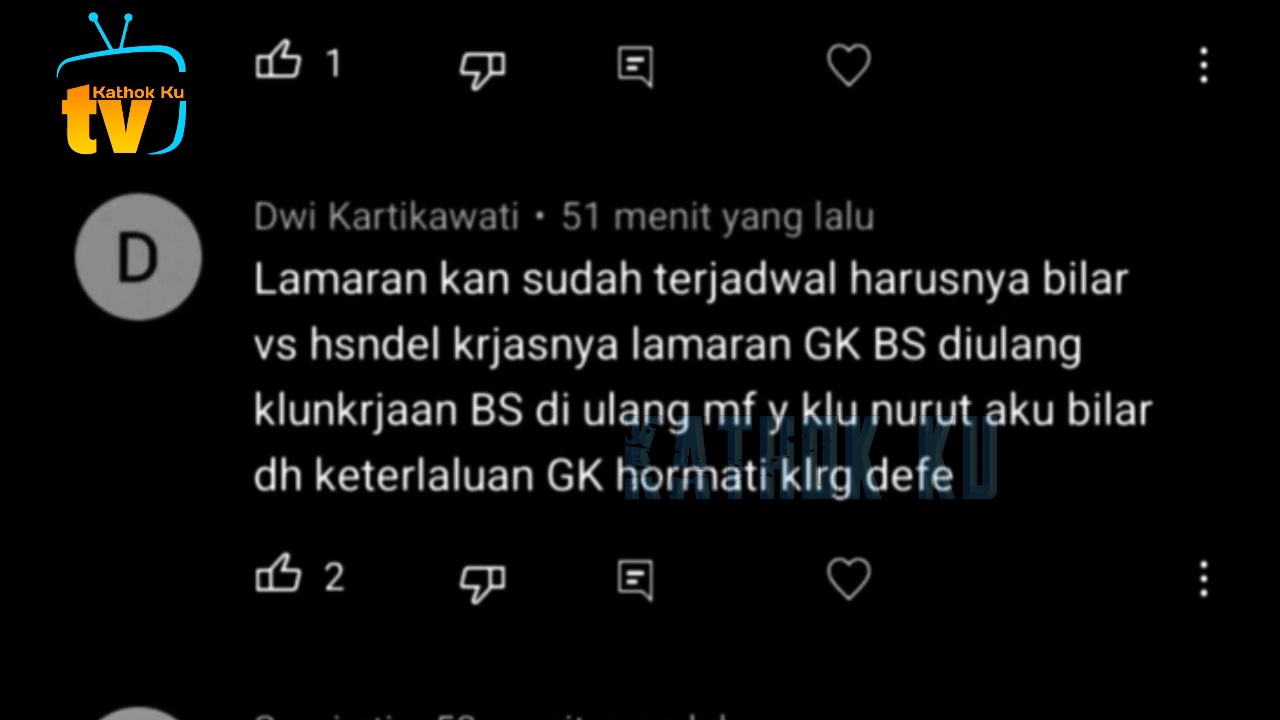 Kathok Ku
tv
1
D
Dwi Kartikawati • 51 menit yang lalu
Lamaran kan sudah terjadwal harusnya bilar
vs hsndel krjasnya lamaran GK BS diulang
klunkrjaan BS di ulang mf y klu nurut aku bilar
dh keterlaluan GK hormati klrg defe
KATHOK KU
2